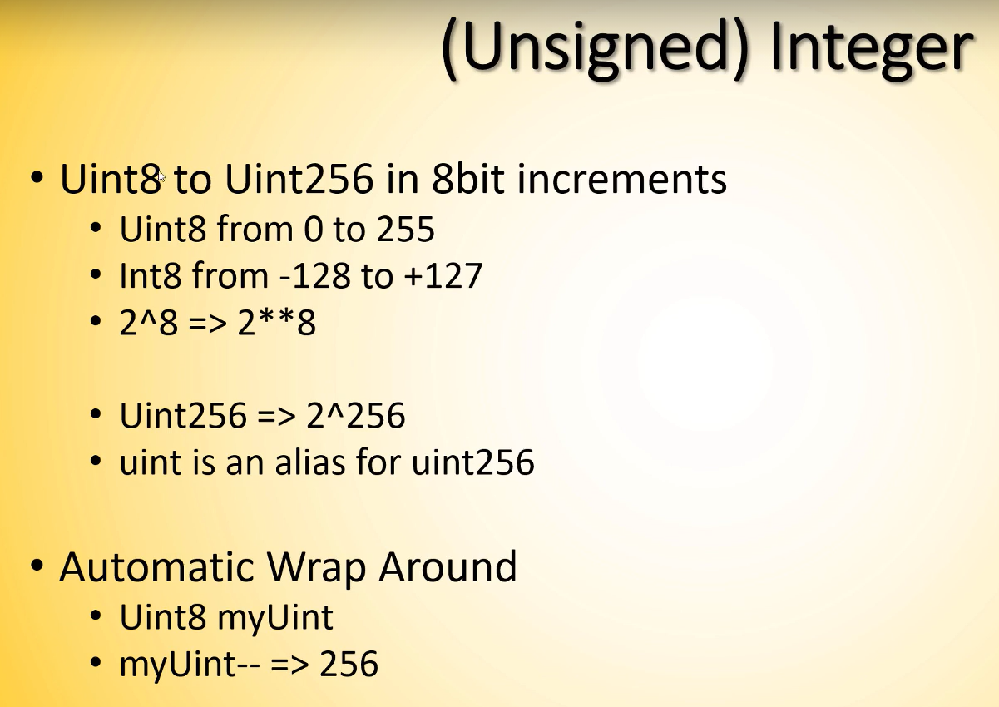 (Unsigned) Integer
• Uint8 to Uint256 in 8bit increments
• Uint8 from 0 to 255
• Int8 from -128 to +127
• 2^8 => 2**8
• Uint256 => 2^256
• uint is an alias for uint256
• Automatic Wrap Around
• Uint8 myUint
• myUint-- => 256